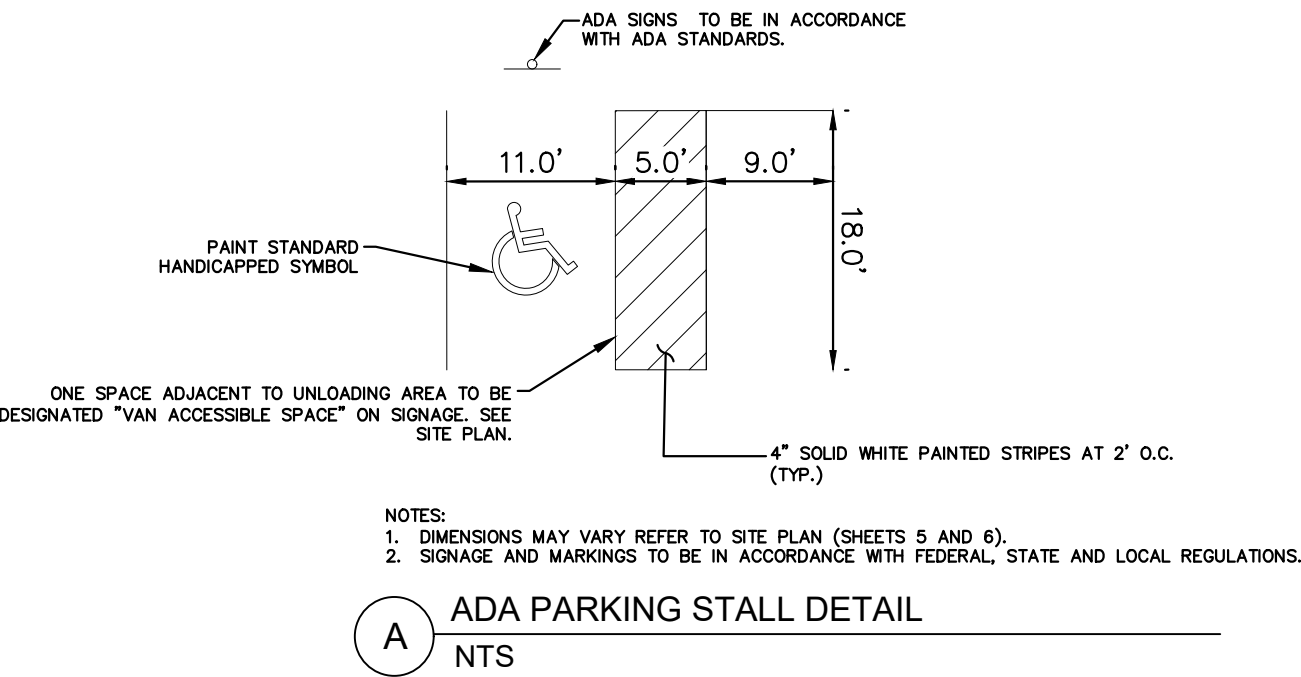 ADA SIGNS TO BE IN ACCORDANCE
WITH ADA STANDARDS.
11.0'
5.0'
9.0'
18.0'
PAINT STANDARD
HANDICAPPED SYMBOL
ONE SPACE ADJACENT TO UNLOADING AREA TO BE
DESIGNATED "VAN ACCESSIBLE SPACE" ON SIGNAGE. SEE
SITE PLAN.
4" SOLID WHITE PAINTED STRIPES AT 2' O.C.
(TYP.)
NOTES:
1. DIMENSIONS MAY VARY REFER TO SITE PLAN (SHEETS 5 AND 6).
2. SIGNAGE AND MARKINGS TO BE IN ACCORDANCE WITH FEDERAL, STATE AND LOCAL REGULATIONS.
A
ADA PARKING STALL DETAIL
NTS